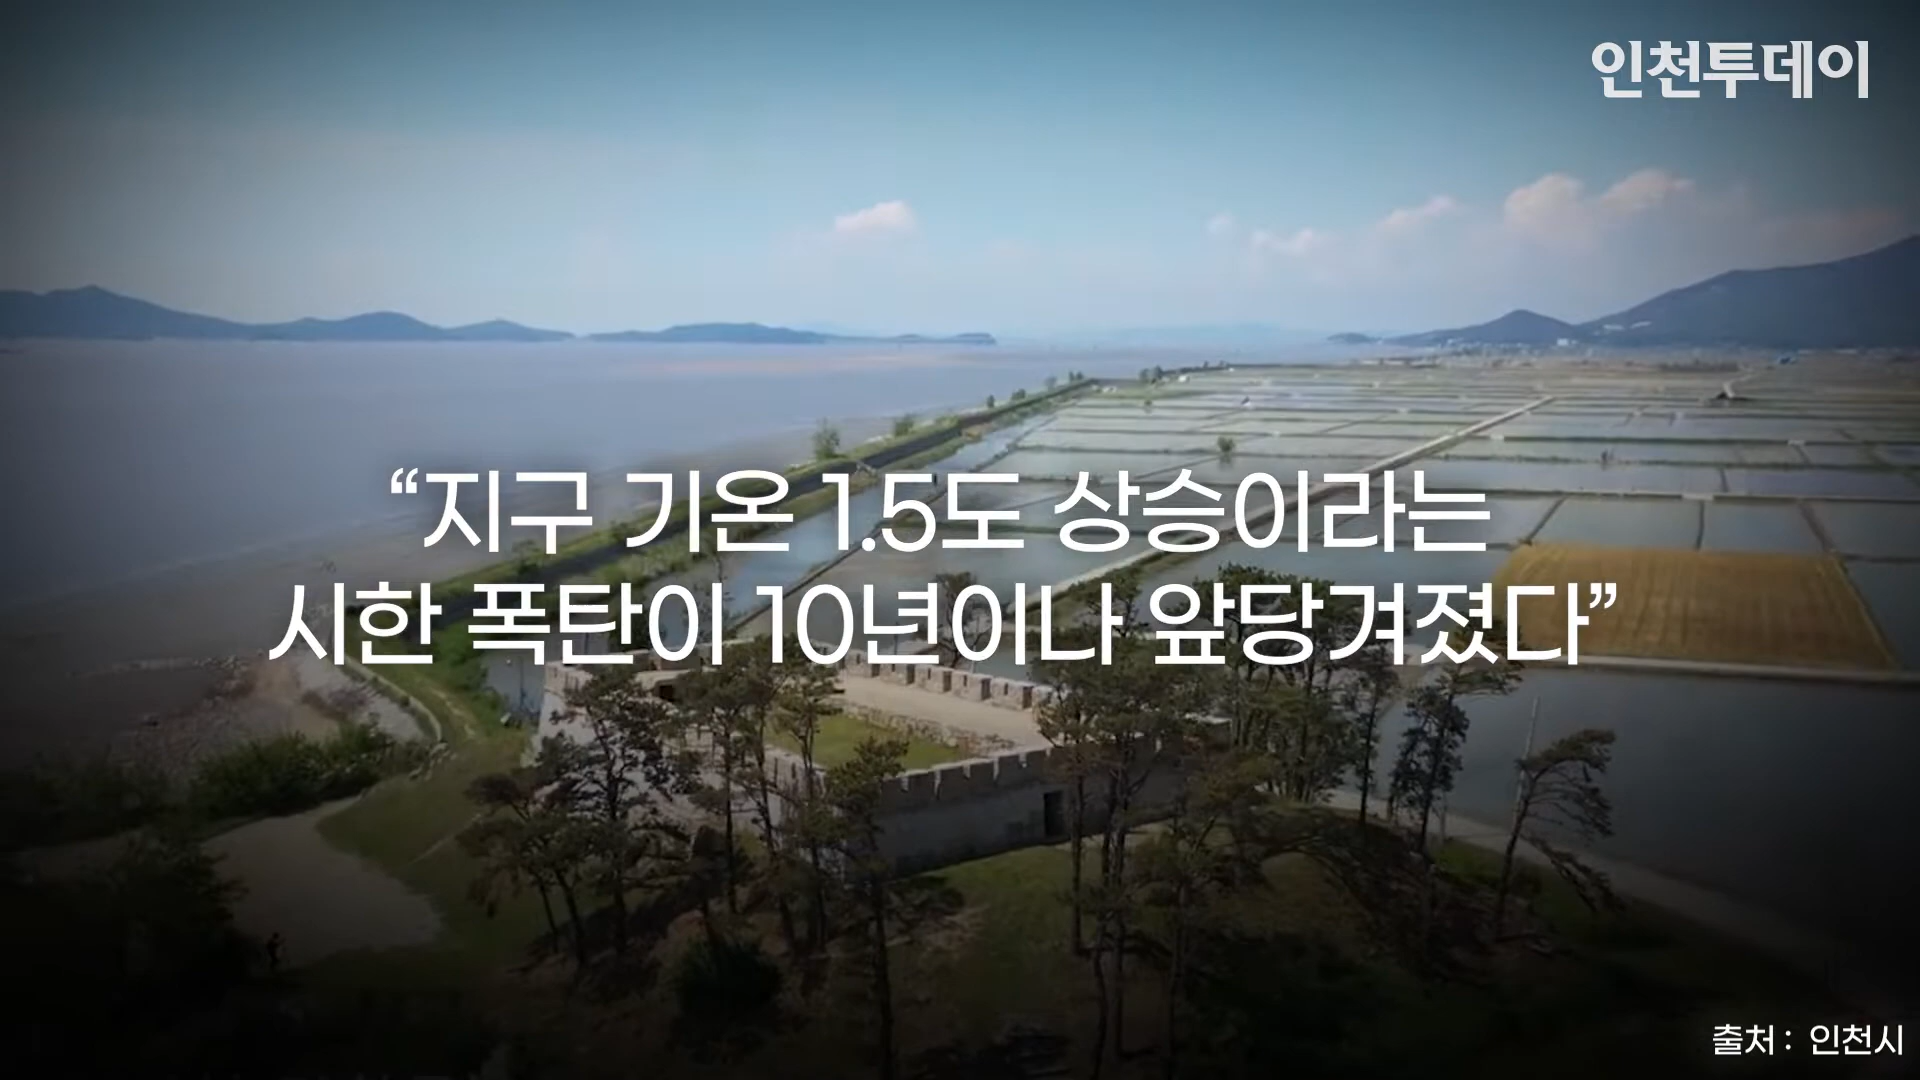 인천투데이
“지구 기온 1.5도 상승이라는
시한 폭탄이 10년이나 앞당겨졌다”
출처 : 인천시